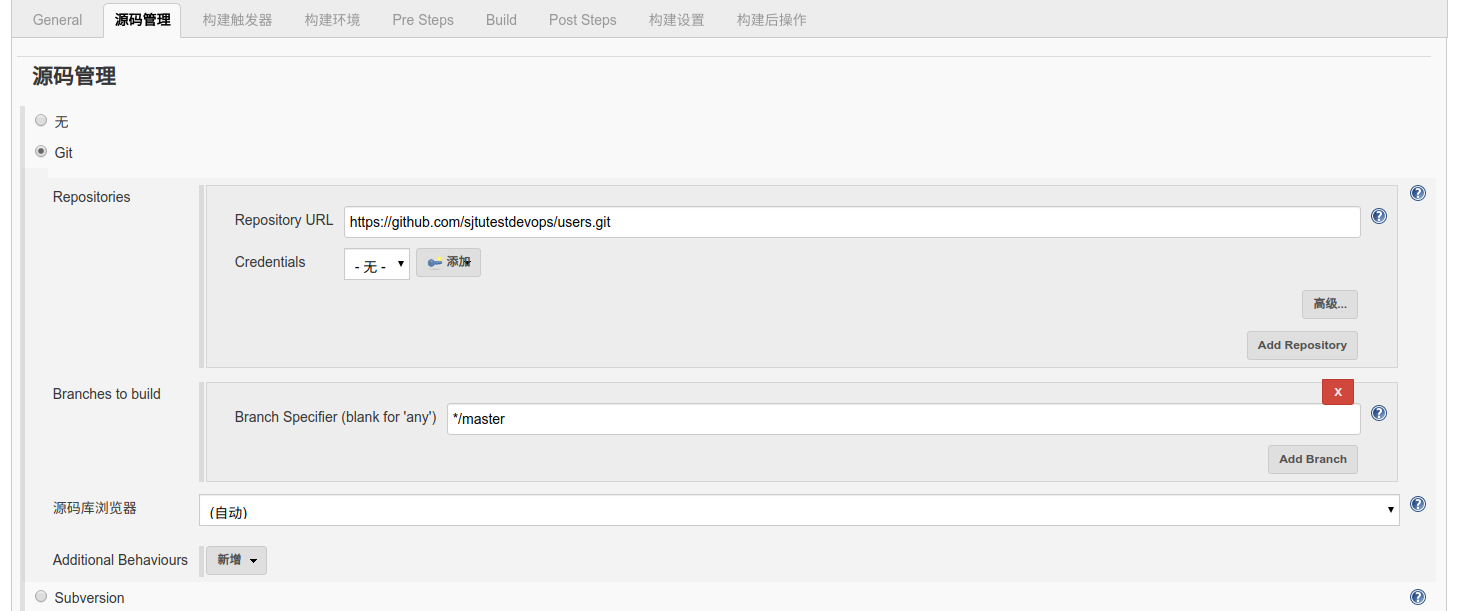 General 源码管理 构建触发器 构建环境 Pre Steps Build Post Steps 构建设置 构建后操作
源码管理
无
Git
Repositories
Repository URL https://github.com/sjtutestdevops/users.git
Credentials - 无 - 添加
高级...
Add Repository
Branches to build
X
Branch Specifier (blank for 'any') */master
Add Branch
源码库浏览器 (自动)
Additional Behaviours 新增
Subversion